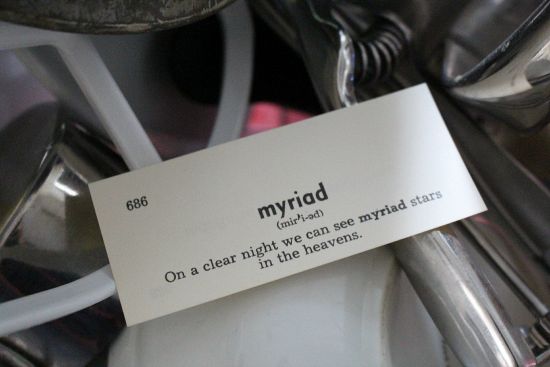 686
myriad
(mir'i-əd)
On a clear night we can see myriad stars
in the heavens.